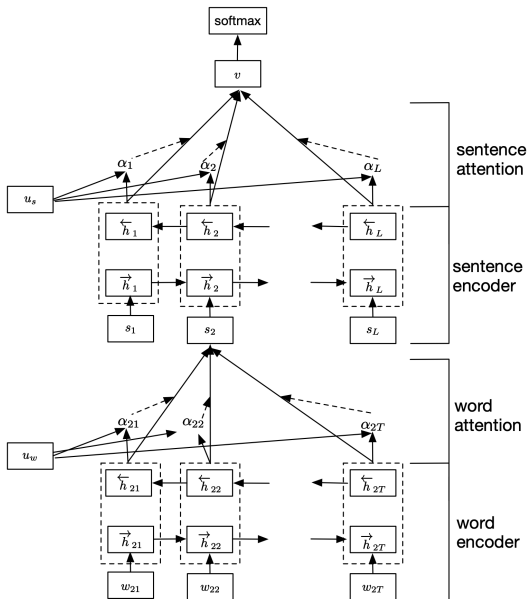 softmax
v
α1 α2 αL
sentence
attention
us
←h1 ←h2 ←hL
→h1 →h2 →hL
sentence
encoder
s1 s2 sL
α21 α22 α2T
word
attention
uw
←h21 ←h22 ←h2T
→h21 →h22 →h2T
word
encoder
w21 w22 w2T